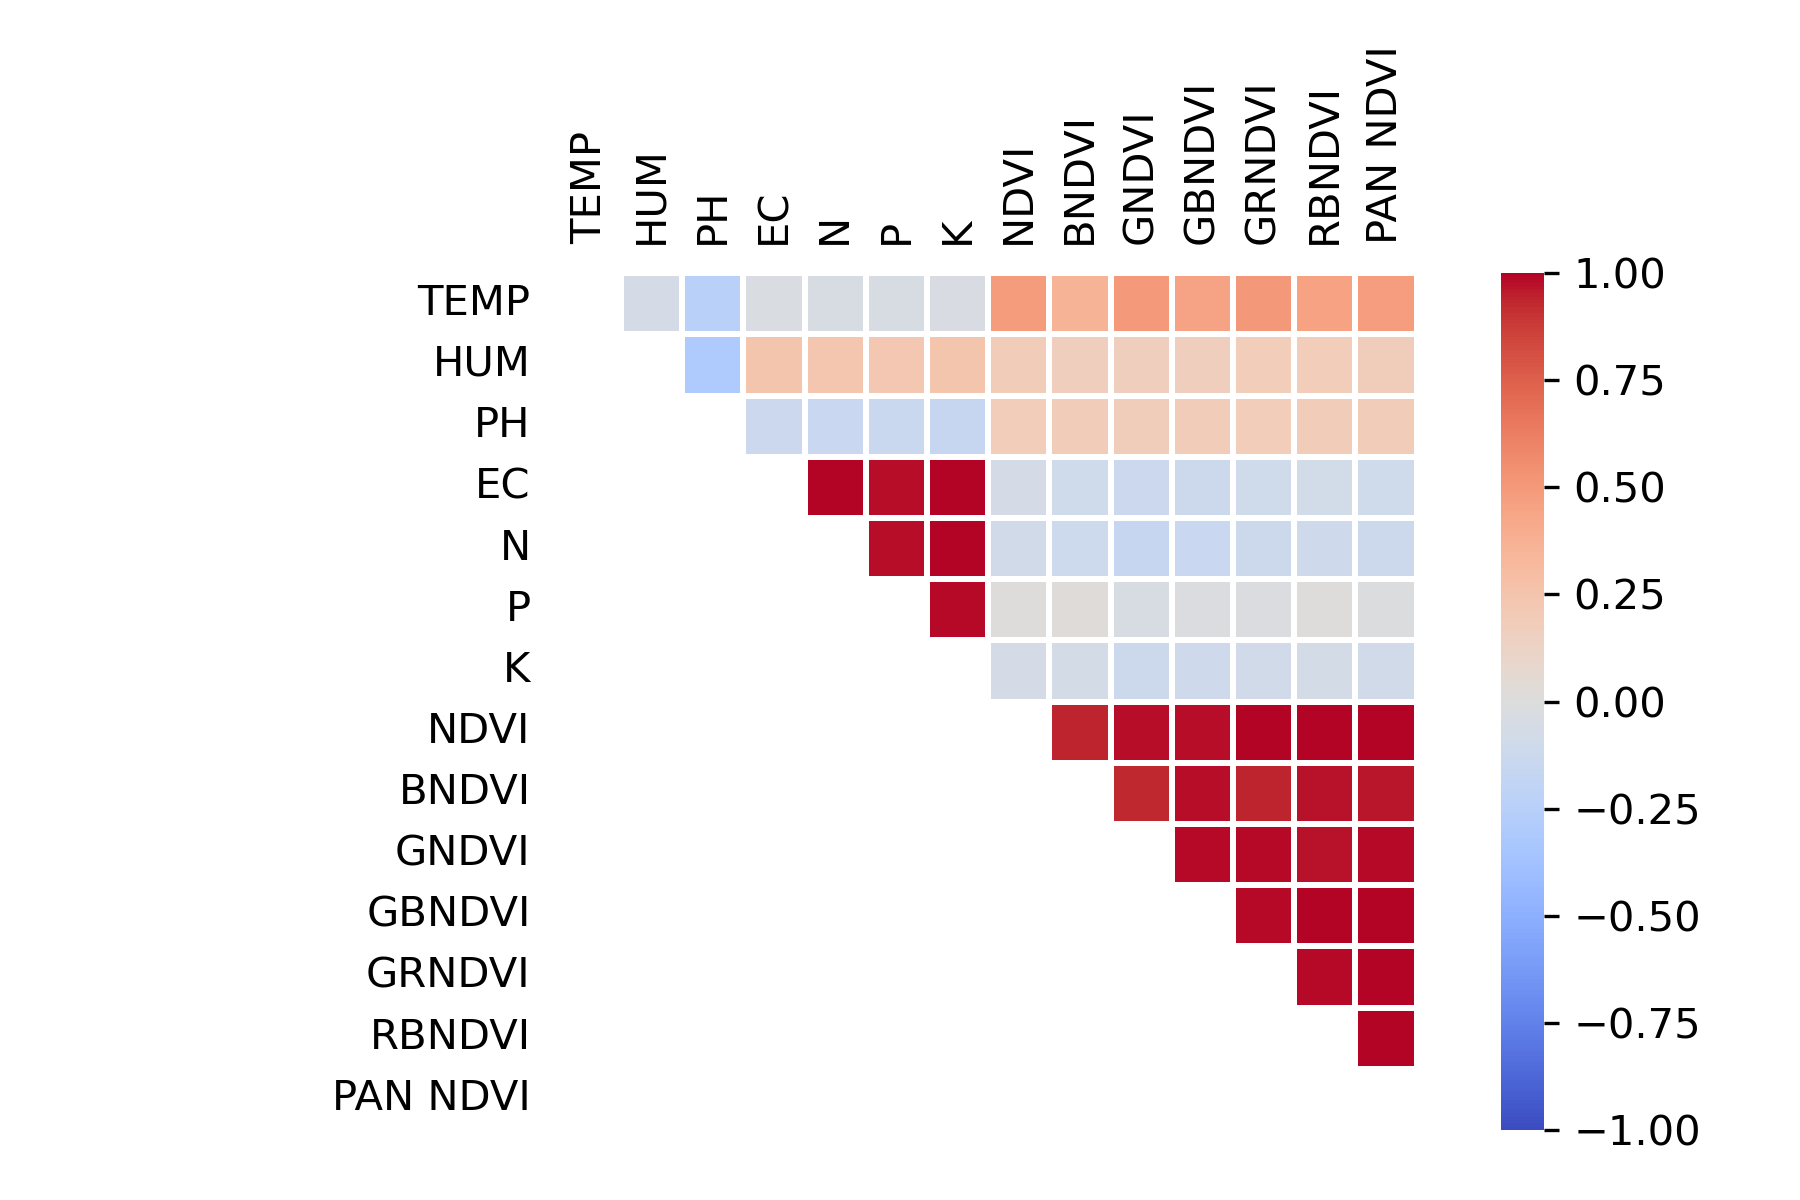 TEMP
HUM
PH
EC
N
P
K
NDVI
BNDVI
GNDVI
GBNDVI
GRNDVI
RBNDVI
PAN NDVI
TEMP
HUM
PH
EC
N
P
K
NDVI
BNDVI
GNDVI
GBNDVI
GRNDVI
RBNDVI
PAN NDVI
1.00
0.75
0.50
0.25
0.00
−0.25
−0.50
−0.75
−1.00